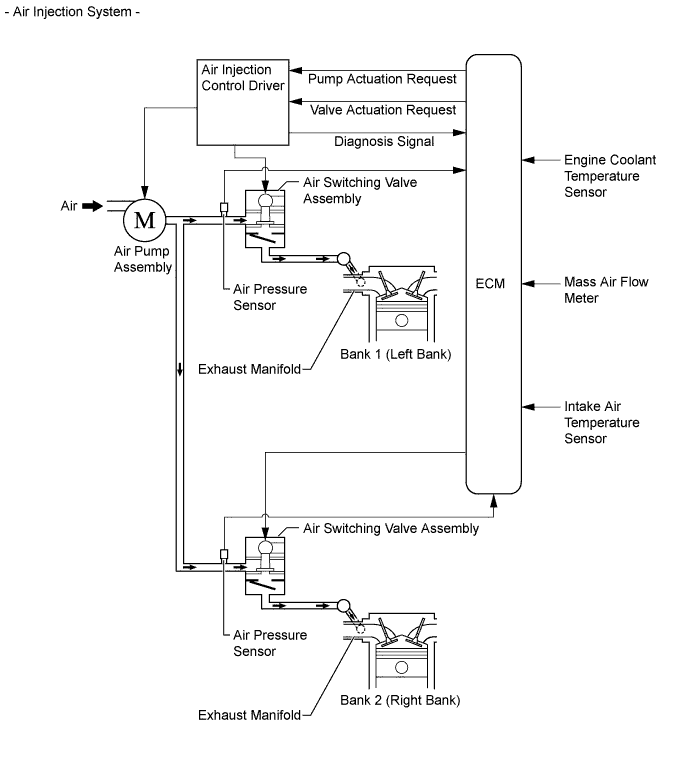 - Air Injection System -
Air Injection
Control Driver
Pump Actuation Request
Valve Actuation Request
Diagnosis Signal
Engine Coolant
Temperature
Sensor
Air Switching Valve
Assembly
Air
M
Air Pump
Assembly
Air Pressure
Sensor
ECM
Mass Air Flow
Meter
Bank 1 (Left Bank)
Exhaust Manifold
Intake Air
Temperature
Sensor
Air Switching Valve Assembly
Air Pressure
Sensor
Bank 2 (Right Bank)
Exhaust Manifold